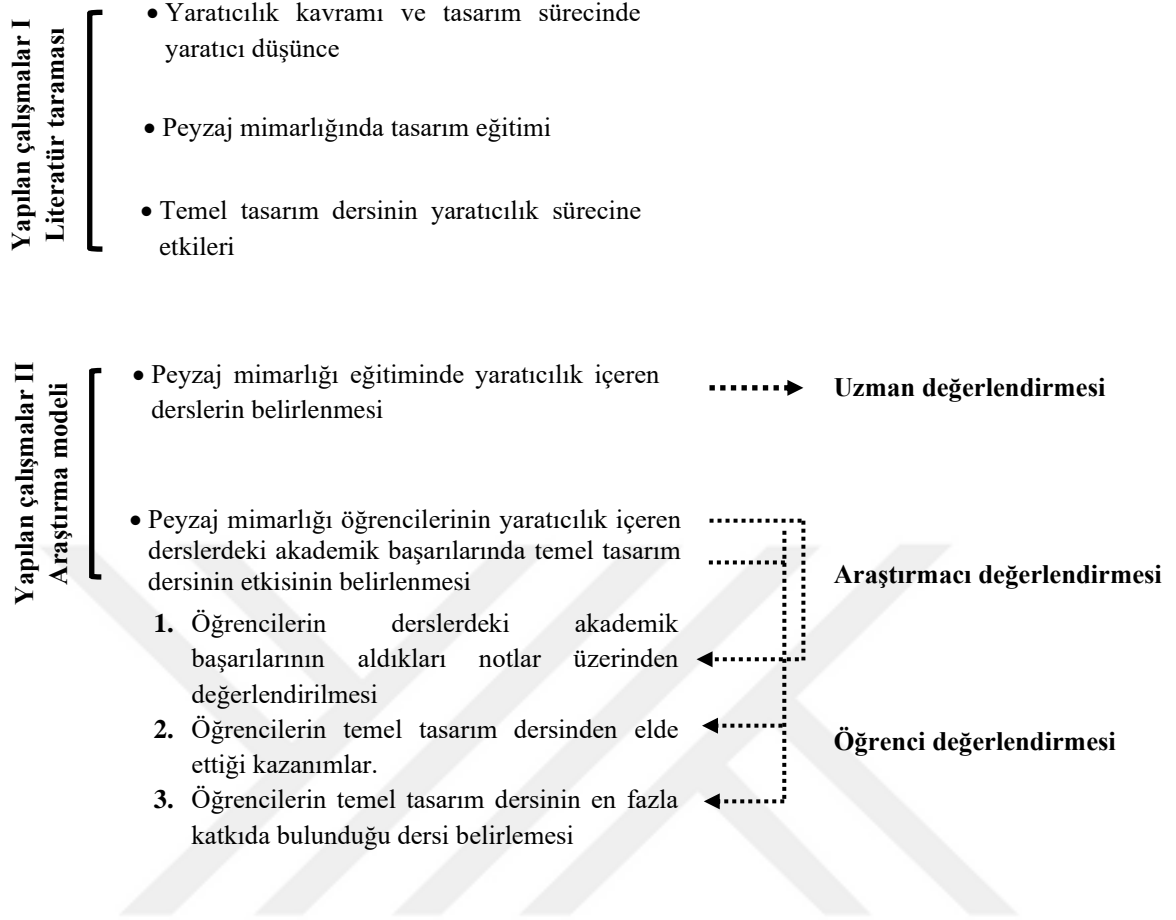 Yapılan çalışmalar I
Literatür taraması
• Yaratıcılık kavramı ve tasarım sürecinde
yaratıcı düşünce
• Peyzaj mimarlığında tasarım eğitimi
• Temel tasarım dersinin yaratıcılık sürecine
etkileri
Yapılan çalışmalar II
Araştırma modeli
• Peyzaj mimarlığı eğitiminde yaratıcılık içeren
derslerin belirlenmesi
Uzman değerlendirmesi
• Peyzaj mimarlığı öğrencilerinin yaratıcılık içeren
derslerdeki akademik başarılarında temel tasarım
dersinin etkisinin belirlenmesi
Araştırmacı değerlendirmesi
1. Öğrencilerin derslerdeki akademik
başarılarının aldıkları notlar üzerinden
değerlendirilmesi
2. Öğrencilerin temel tasarım dersinden elde
ettiği kazanımlar.
Öğrenci değerlendirmesi
3. Öğrencilerin temel tasarım dersinin en fazla
katkıda bulunduğu dersi belirlemesi